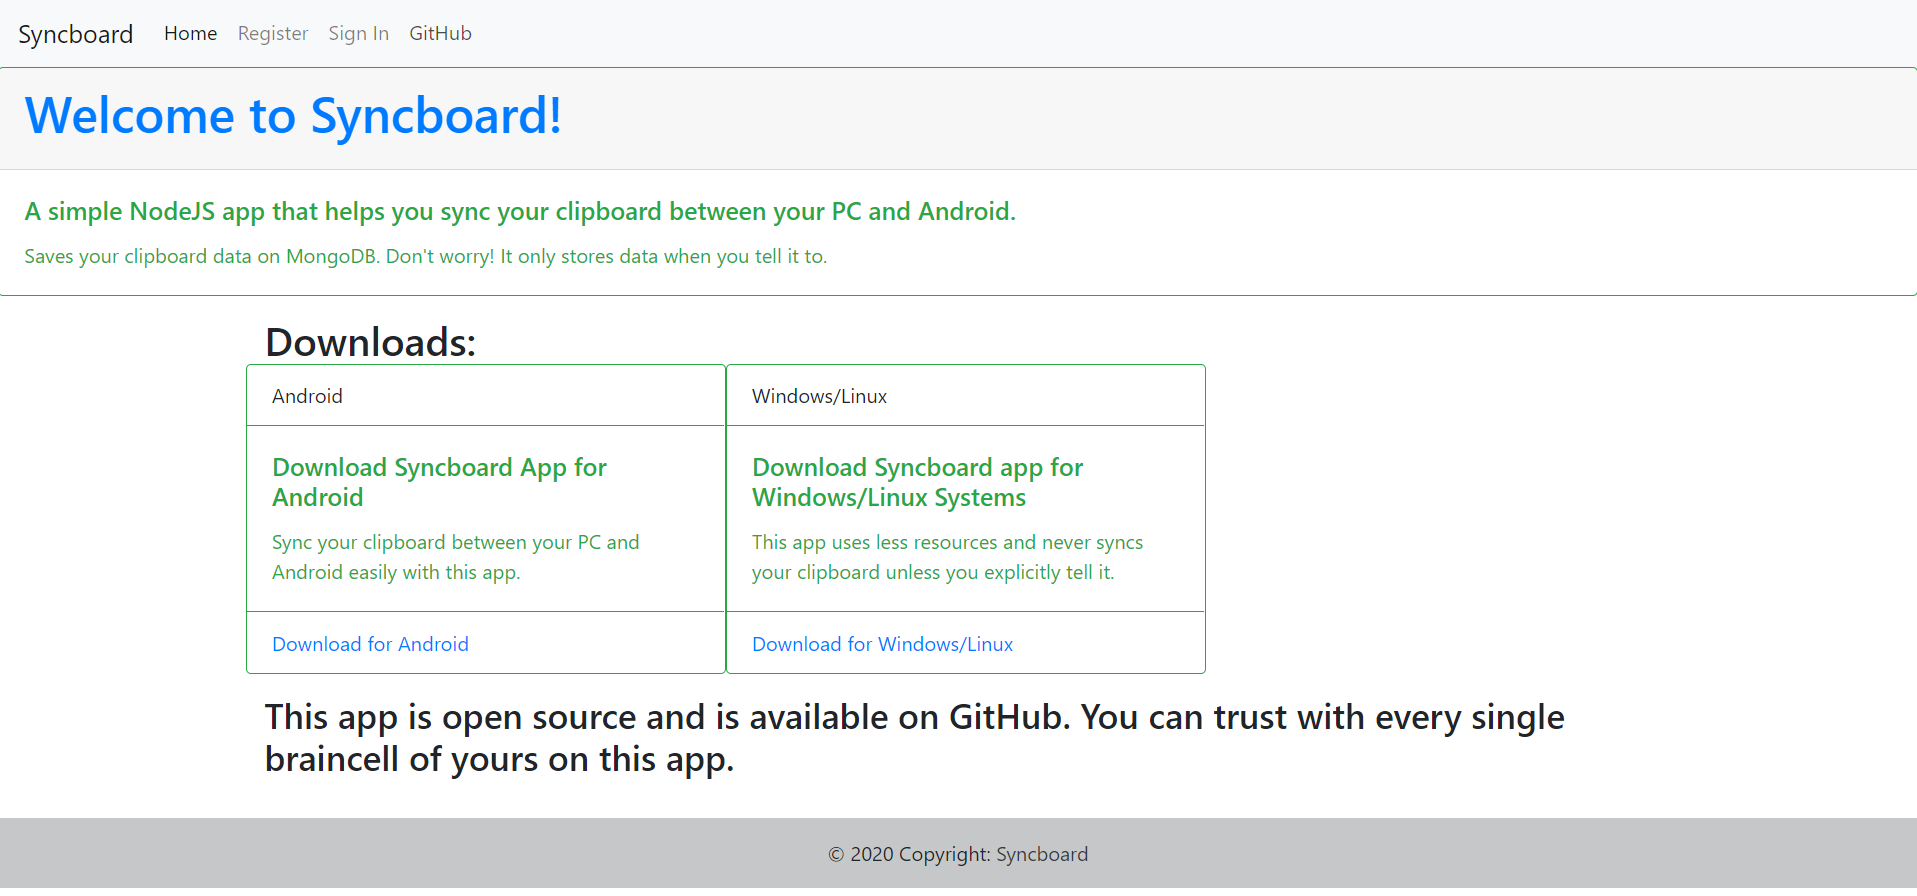 Syncboard Home Register Sign In GitHub
Welcome to Syncboard!
A simple NodeJS app that helps you sync your clipboard between your PC and Android.
Saves your clipboard data on MongoDB. Don't worry! It only stores data when you tell it to.
Downloads:
Android
Download Syncboard App for
Android
Sync your clipboard between your PC and
Android easily with this app.
Download for Android
Windows/Linux
Download Syncboard app for
Windows/Linux Systems
This app uses less resources and never syncs
your clipboard unless you explicitly tell it.
Download for Windows/Linux
This app is open source and is available on GitHub. You can trust with every single
braincell of yours on this app.
© 2020 Copyright: Syncboard